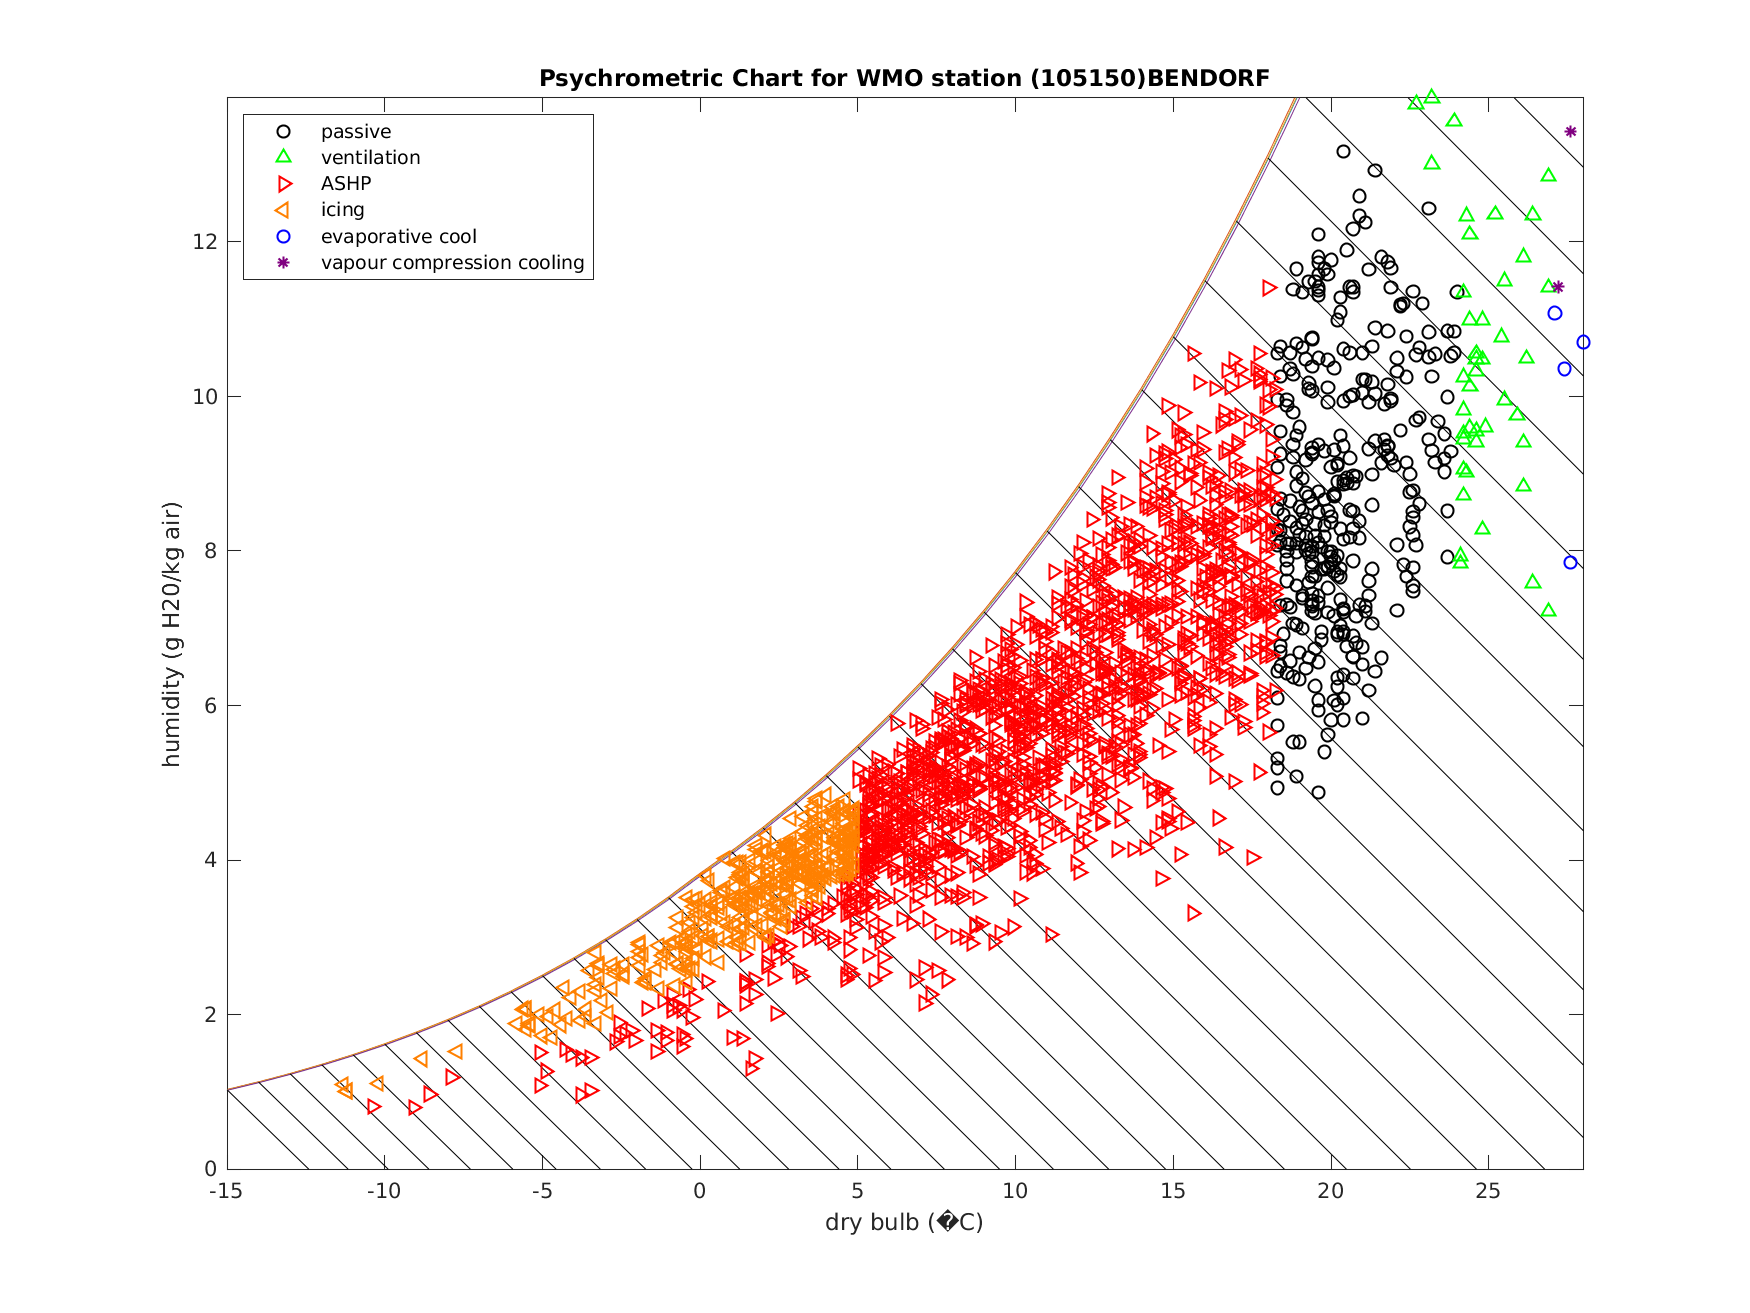 Psychrometric Chart for WMO station (105150)BENDORF
passive
ventilation
ASHP
icing
evaporative cool
vapour compression cooling
humidity (g H20/kg air)
12
10
8
6
4
2
0
-15 -10 -5 0 5 10 15 20 25
dry bulb (�C)